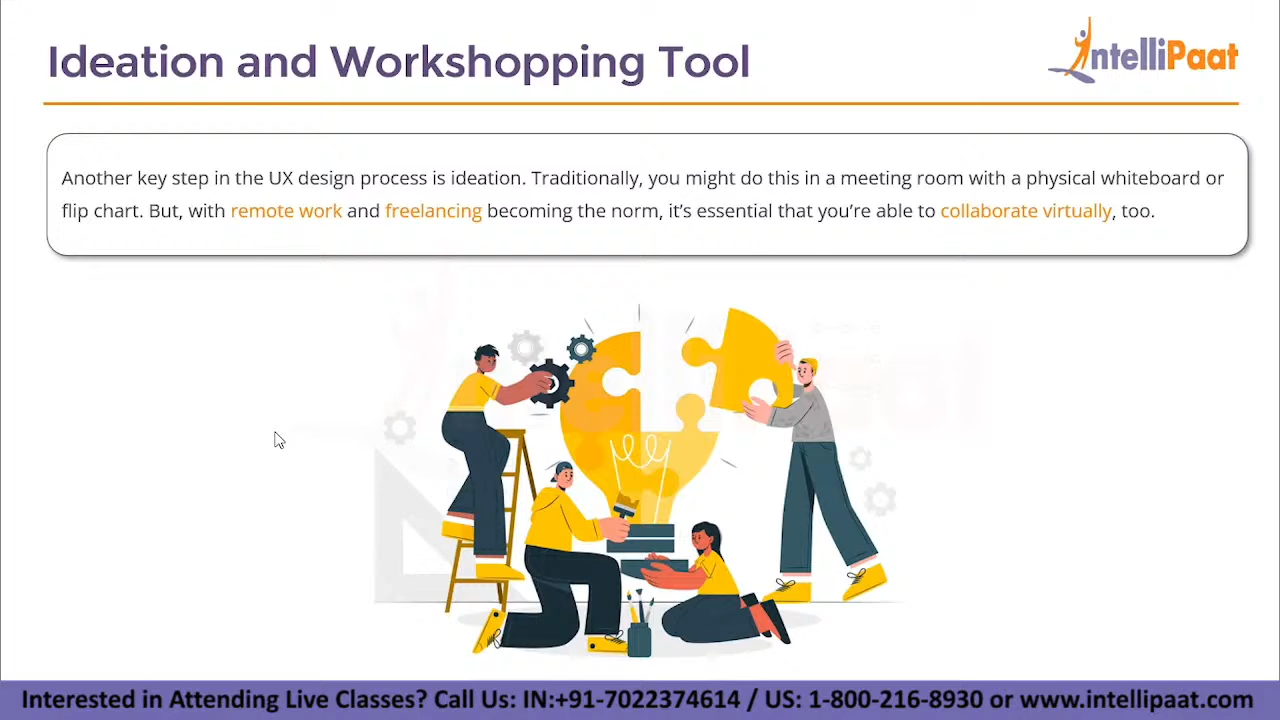 Ideation and Workshopping Tool
IntelliPaat
Another key step in the UX design process is ideation. Traditionally, you might do this in a meeting room with a physical whiteboard or
flip chart. But, with remote work and freelancing becoming the norm, it’s essential that you’re able to collaborate virtually, too.
Interested in Attending Live Classes? Call Us: IN:+91-7022374614 / US: 1-800-216-8930 or www.intellipaat.com